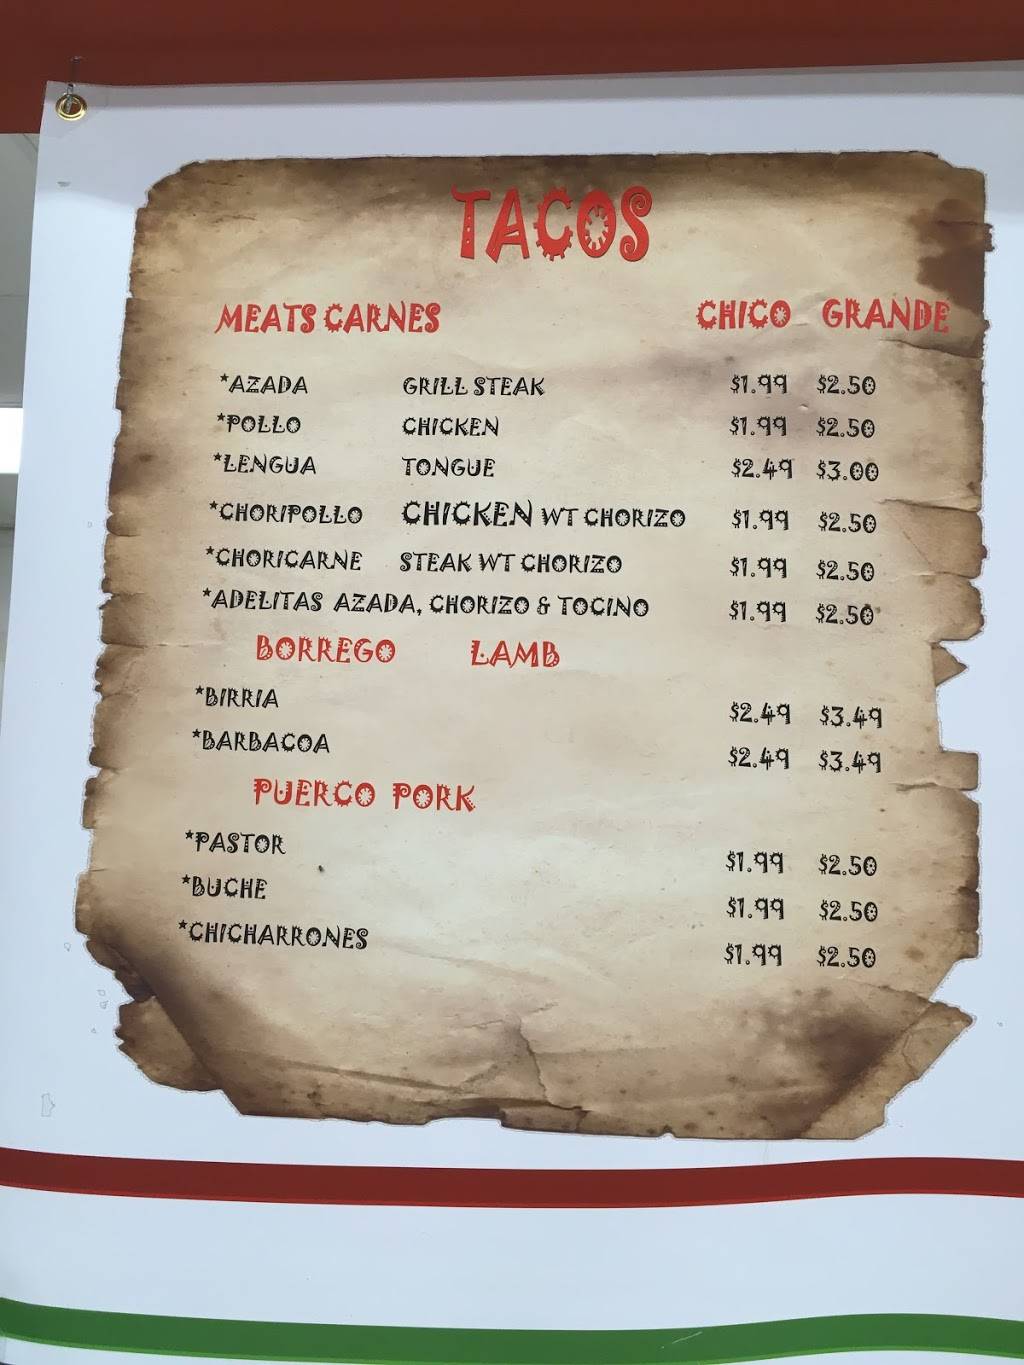 TACOS
MEATS CARNES CHICO GRANDE
*AZADA GRILL STEAK $1.99 $2.50
*POLLO CHICKEN $1.99 $2.50
*LENGUA TONGUE $2.49 $3.00
*CHORIPOLLO CHICKEN WT CHORIZO $1.99 $2.50
*CHORICARNE STEAK WT CHORIZO $1.99 $2.50
*ADELITAS AZADA, CHORIZO & TOCINO $1.99 $2.50
BORREGO LAMB
*BIRRIA $2.49 $3.49
*BARBACOA $2.49 $3.49
PUERCO PORK
*PASTOR $1.99 $2.50
*BUCHE $1.99 $2.50
*CHICHARRONES $1.99 $2.50